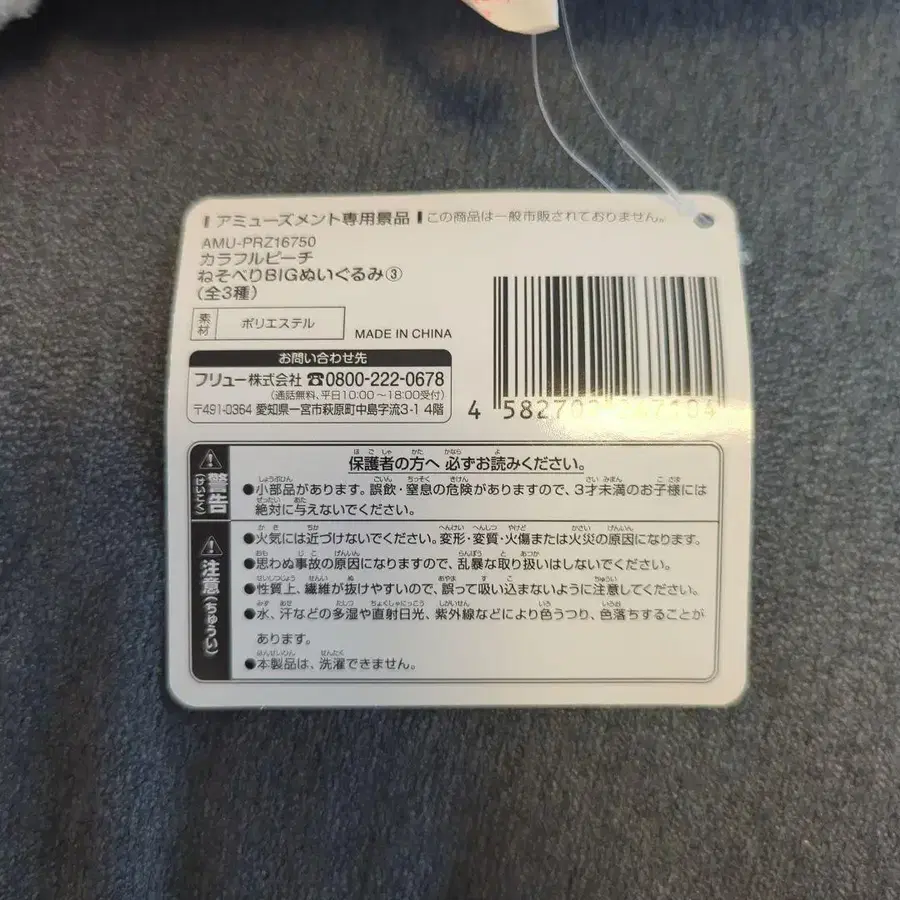 アミューズメント専用景品 この商品は一般市販されておりません。
AMU-PRZ16750
カラフルピーチ
ねそべりBIGぬいぐるみ③
(全3種)
素材 ポリエステル
MADE IN CHINA
お問い合わせ先
フリュー株式会社 ☎0800-222-0678
(通話無料、平日10:00～18:00受付)
〒491-0364 愛知県一宮市萩原町中島字流3-1 4階
警告(けいこく)
保護者の方へ 必ずお読みください。
●小部品があります。誤飲・窒息の危険がありますので、3才未満のお子様には
絶対に与えないでください。
注意(ちゅうい)
●火気には近づけないでください。変形・変質・火傷または火災の原因になります。
●思わぬ事故の原因になりますので、乱暴な取り扱いはしないでください。
●性質上、繊維が抜けやすいので、誤って吸い込まないように注意してください。
●水、汗などの多湿や直射日光、紫外線などにより色うつり、色落ちすることが
あります。
●本製品は、洗濯できません。